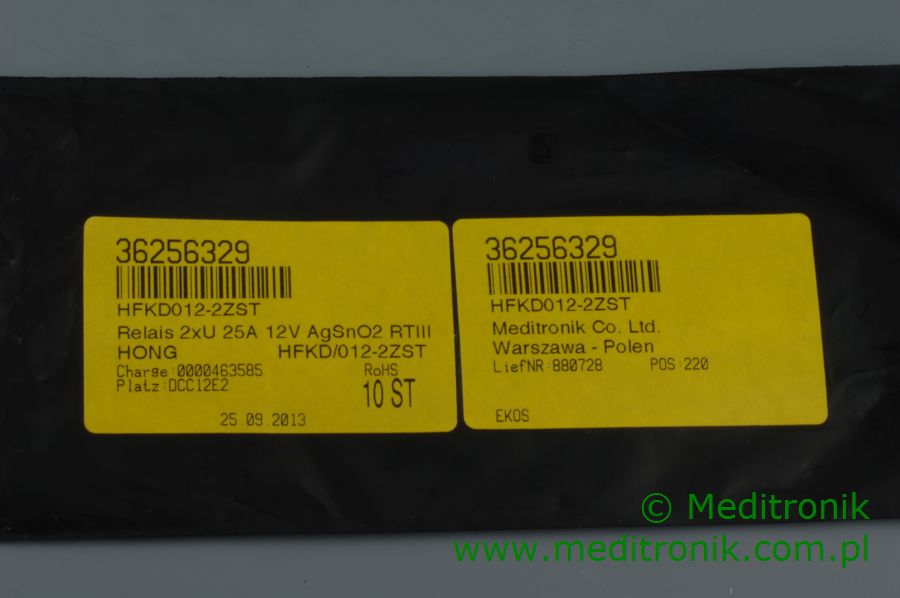 36256329
HFKD012-2ZST
Relais 2xU 25A 12V AgSnO2 RTIII
HONG HFKD/012-2ZST
Charge:0000463585 RoHS
Platz:DCC12E2 10 ST
25 09.2013
36256329
HFKD012-2ZST
Meditronik Co. Ltd.
Warszawa - Polen
LiefNR:880728 POS:220
EKOS
© Meditronik
www.meditronik.com.pl